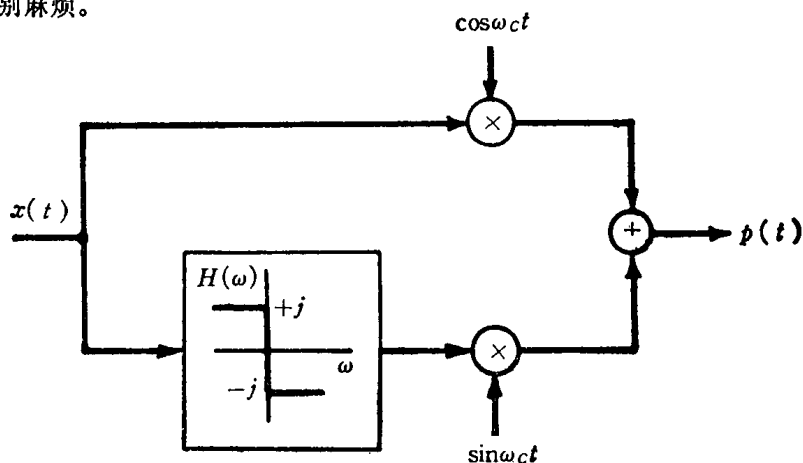 别麻烦。
cosω_C t
×
x(t)
+
p(t)
H(ω)
+j
ω
-j
×
sinω_C t